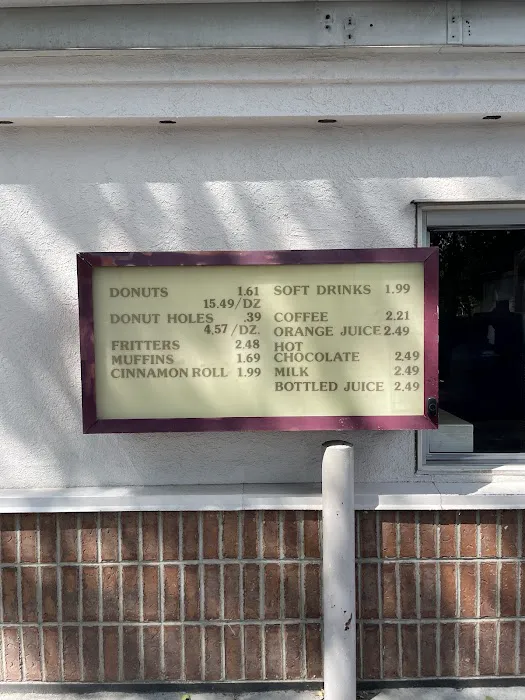 DONUTS 1.61
15.49/DZ
DONUT HOLES .39
4.57/DZ.
FRITTERS 2.48
MUFFINS 1.69
CINNAMON ROLL 1.99
SOFT DRINKS 1.99
COFFEE 2.21
ORANGE JUICE 2.49
HOT
CHOCOLATE 2.49
MILK 2.49
BOTTLED JUICE 2.49